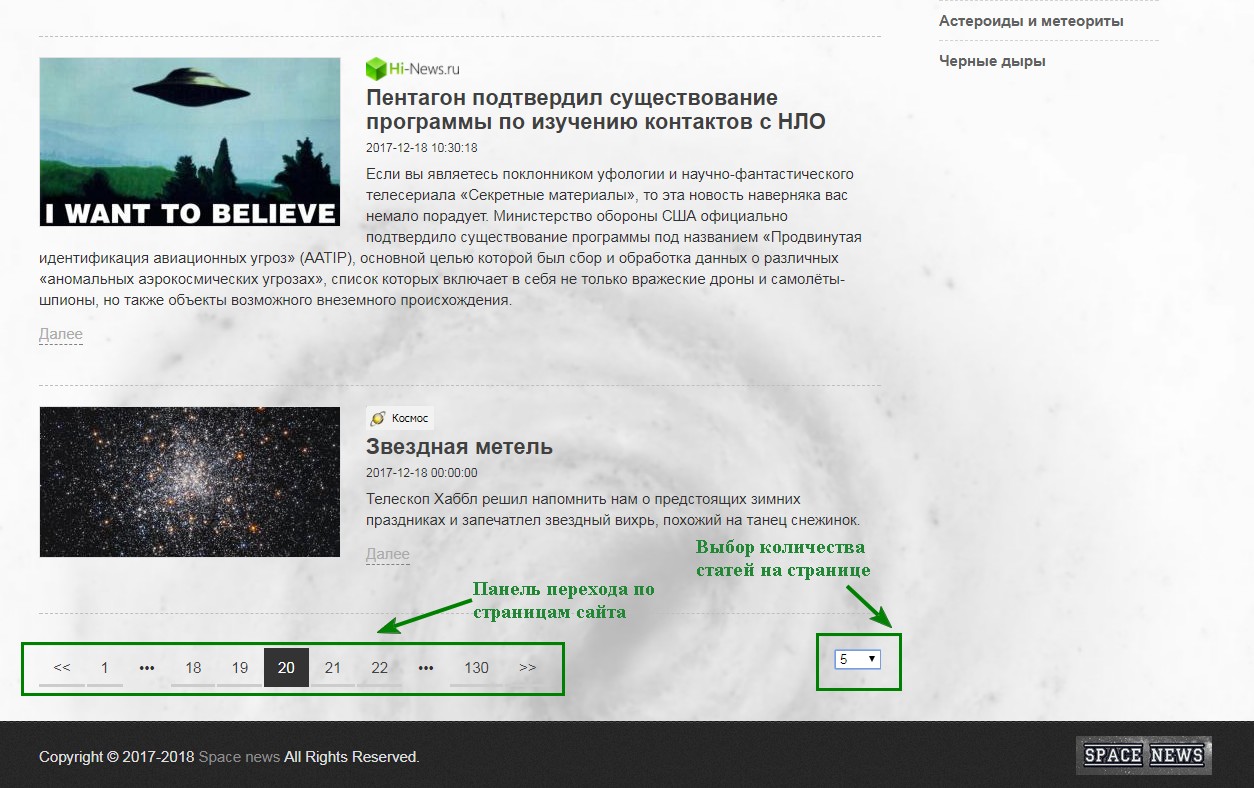 Астероиды и метеориты
Черные дыры
Hi-News.ru
Пентагон подтвердил существование
программы по изучению контактов с НЛО
2017-12-18 10:30:18
I WANT TO BELIEVE
Если вы являетесь поклонником уфологии и научно-фантастического
телесериала «Секретные материалы», то эта новость наверняка вас
немало порадует. Министерство обороны США официально
подтвердило существование программы под названием «Продвинутая
идентификация авиационных угроз» (AATIP), основной целью которой был сбор и обработка данных о различных
«аномальных аэрокосмических угрозах», список которых включает в себя не только вражеские дроны и самолёты-
шпионы, но также объекты возможного внеземного происхождения.
Далее
Космос
Звездная метель
2017-12-18 00:00:00
Телескоп Хаббл решил напомнить нам о предстоящих зимних
праздниках и запечатлел звездный вихрь, похожий на танец снежинок.
Далее
Выбор количества
статей на странице
Панель перехода по
страницам сайта
<< 1 ••• 18 19 20 21 22 ••• 130 >>
5
Copyright © 2017-2018 Space news All Rights Reserved.
SPACE NEWS